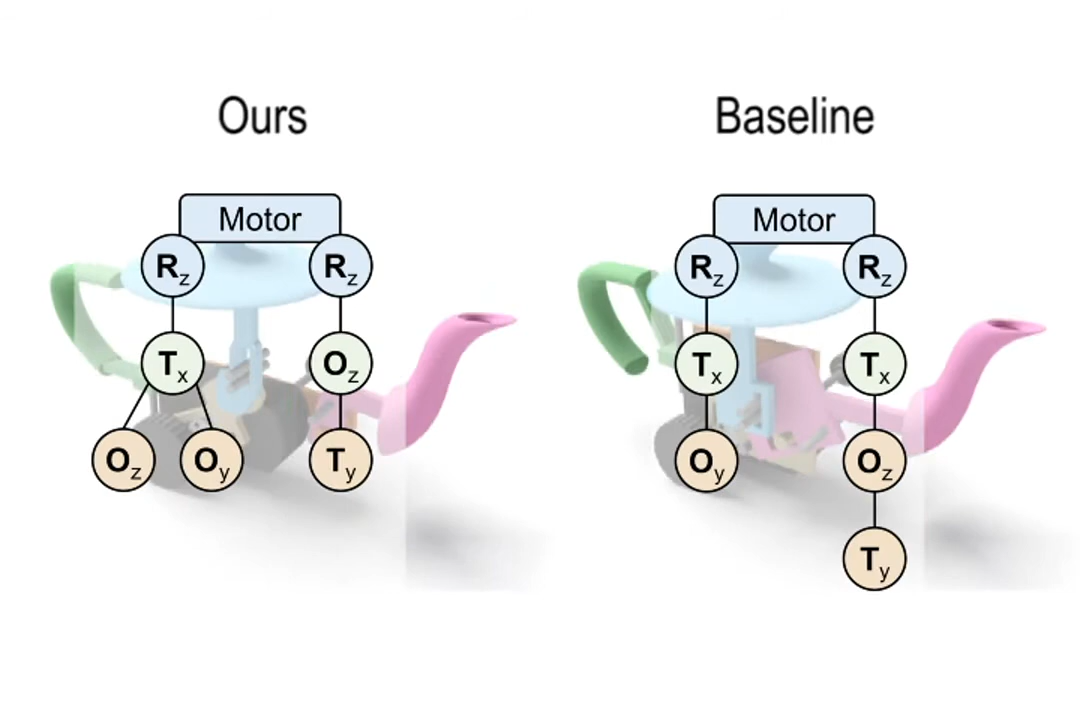 Ours
Baseline
Motor
Motor
Rz Rz
Rz Rz
Tx Oz
Tx Tx
Oz Oy Ty
Oy Oz
Ty